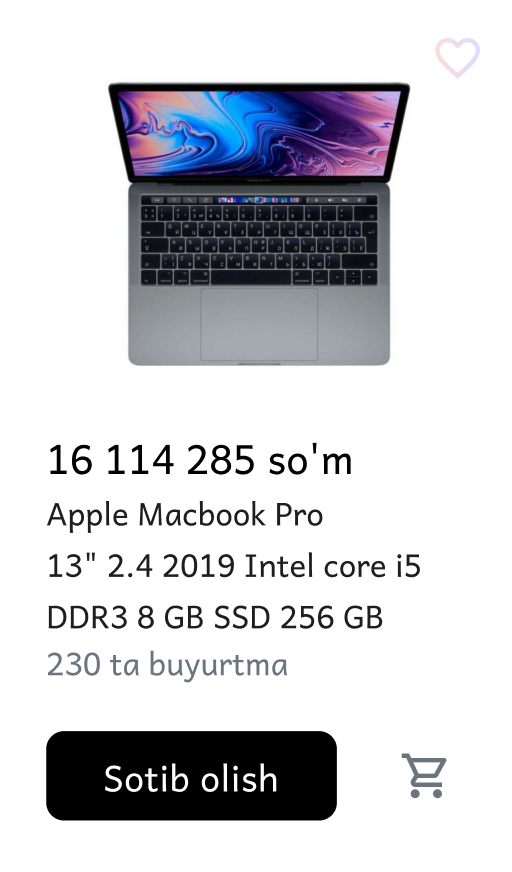 16 114 285 so'm
Apple Macbook Pro
13" 2.4 2019 Intel core i5
DDR3 8 GB SSD 256 GB
230 ta buyurtma
Sotib olish